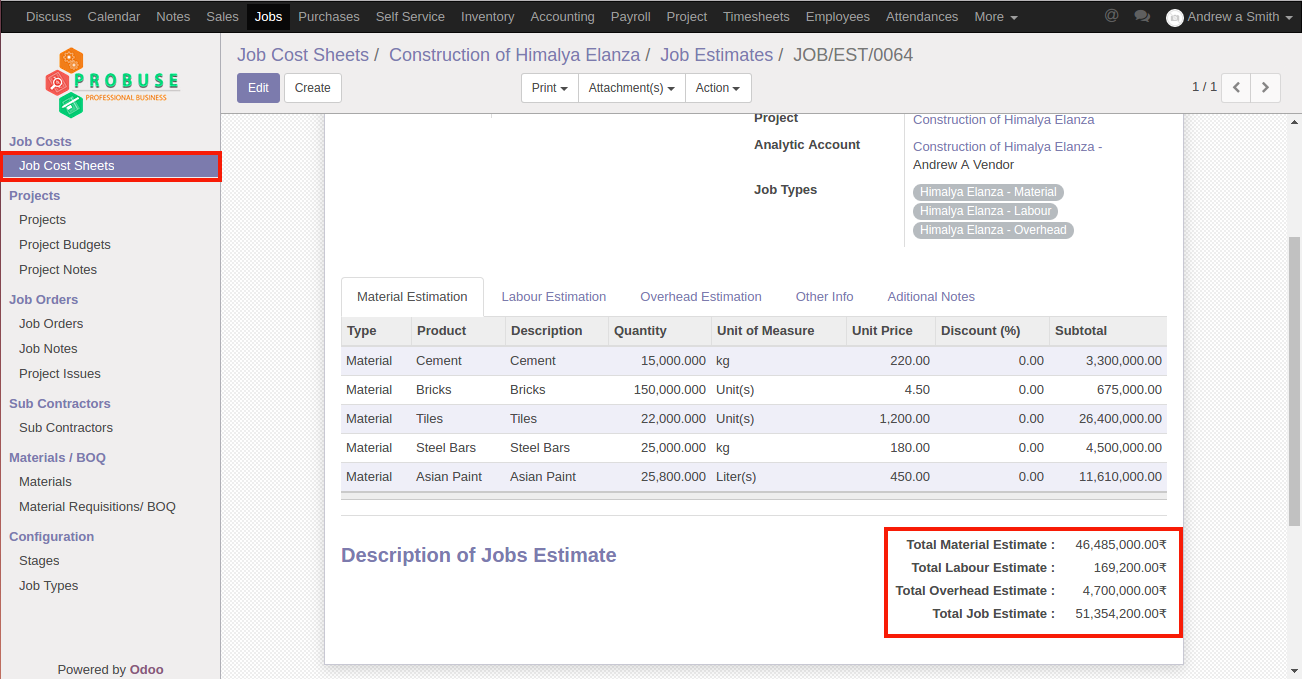 Discuss Calendar Notes Sales Jobs Purchases Self Service Inventory Accounting Payroll Project Timesheets Employees Attendances More @ Andrew a Smith
PROBUSE
PROFESSIONAL BUSINESS
Job Costs
Job Cost Sheets
Projects
Projects
Project Budgets
Project Notes
Job Orders
Job Orders
Job Notes
Project Issues
Sub Contractors
Sub Contractors
Materials / BOQ
Materials
Material Requisitions/ BOQ
Configuration
Stages
Job Types
Powered by Odoo
Job Cost Sheets / Construction of Himalya Elanza / Job Estimates / JOB/EST/0064
Edit Create Print Attachment(s) Action 1 / 1
Project Construction of Himalya Elanza
Analytic Account Construction of Himalya Elanza -
Andrew A Vendor
Job Types Himalya Elanza - Material
Himalya Elanza - Labour
Himalya Elanza - Overhead
Material Estimation Labour Estimation Overhead Estimation Other Info Aditional Notes
Type Product Description Quantity Unit of Measure Unit Price Discount (%) Subtotal
Material Cement Cement 15,000.000 kg 220.00 0.00 3,300,000.00
Material Bricks Bricks 150,000.000 Unit(s) 4.50 0.00 675,000.00
Material Tiles Tiles 22,000.000 Unit(s) 1,200.00 0.00 26,400,000.00
Material Steel Bars Steel Bars 25,000.000 kg 180.00 0.00 4,500,000.00
Material Asian Paint Asian Paint 25,800.000 Liter(s) 450.00 0.00 11,610,000.00
Description of Jobs Estimate
Total Material Estimate : 46,485,000.00₹
Total Labour Estimate : 169,200.00₹
Total Overhead Estimate : 4,700,000.00₹
Total Job Estimate : 51,354,200.00₹